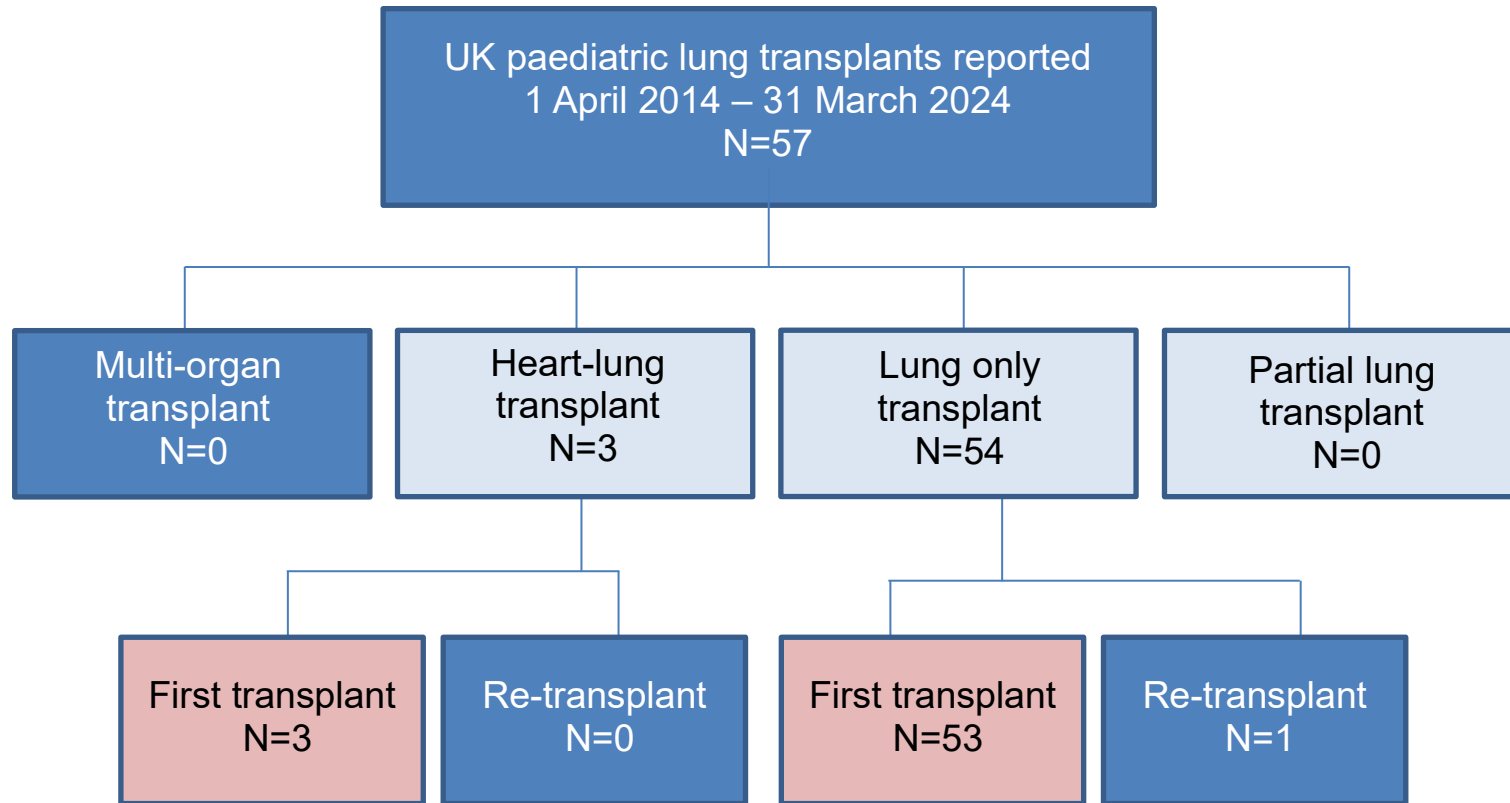 UK paediatric lung transplants reported
1 April 2014 – 31 March 2024
N=57
Multi-organ
transplant
N=0
Heart-lung
transplant
N=3
Lung only
transplant
N=54
Partial lung
transplant
N=0
First transplant
N=3
Re-transplant
N=0
First transplant
N=53
Re-transplant
N=1